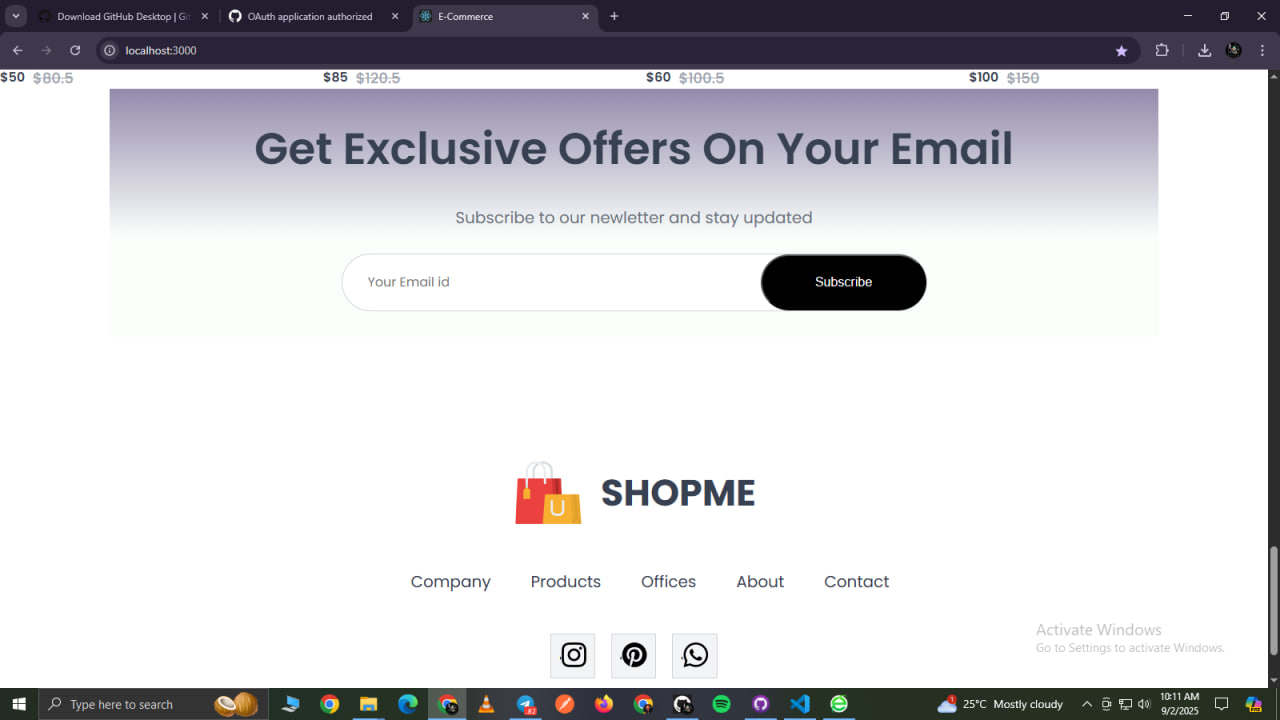 Download GitHub Desktop | Git
OAuth application authorized
E-Commerce
localhost:3000
$50 $80.5 $85 $120.5 $60 $100.5 $100 $150
Get Exclusive Offers On Your Email
Subscribe to our newletter and stay updated
Your Email id
Subscribe
SHOPME
Company Products Offices About Contact
Activate Windows
Go to Settings to activate Windows.
Type here to search
82
1
25°C Mostly cloudy
10:11 AM
9/2/2025